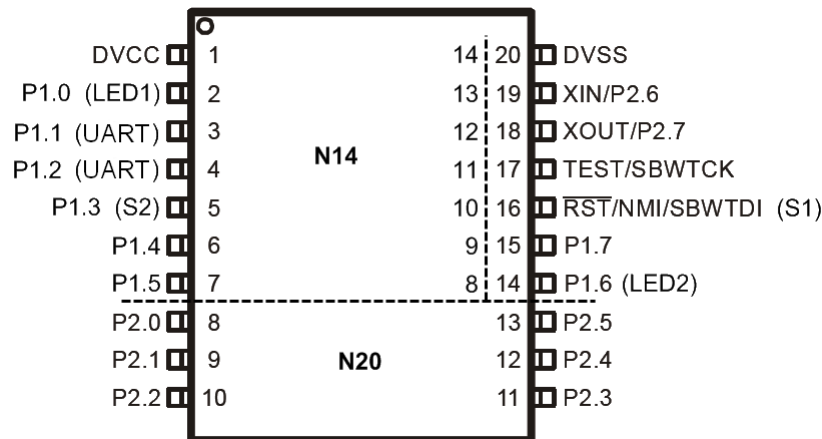 DVCC 1 14 20 DVSS
P1.0 (LED1) 2 13 19 XIN/P2.6
P1.1 (UART) 3 12 18 XOUT/P2.7
N14
P1.2 (UART) 4 11 17 TEST/SBWTCK
P1.3 (S2) 5 10 16 RST/NMI/SBWTDI (S1)
P1.4 6 9 15 P1.7
P1.5 7 8 14 P1.6 (LED2)
P2.0 8 13 P2.5
P2.1 9 N20 12 P2.4
P2.2 10 11 P2.3